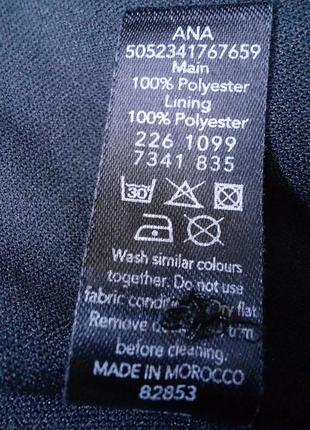 ANA
5052341767659
Main
100% Polyester
Lining
100% Polyester
226 1099
7341 835
30°
Wash similar colours
together. Do not use
fabric Dry flat
Remove trim
before cleaning.
MADE IN MOROCCO
82853